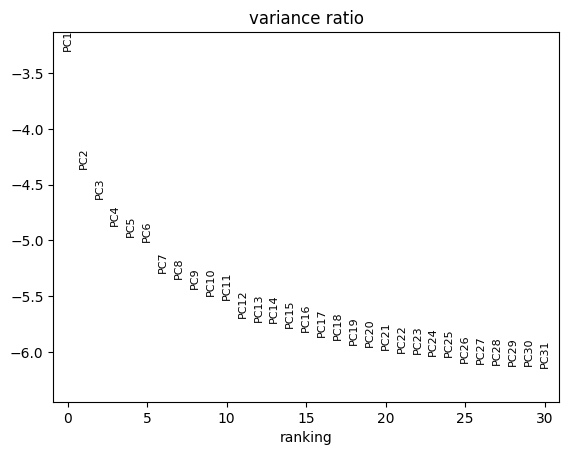 variance ratio
−3.5
−4.0
−4.5
−5.0
−5.5
−6.0
PC1
PC2
PC3
PC4
PC5
PC6
PC7
PC8
PC9
PC10
PC11
PC12
PC13
PC14
PC15
PC16
PC17
PC18
PC19
PC20
PC21
PC22
PC23
PC24
PC25
PC26
PC27
PC28
PC29
PC30
PC31
0 5 10 15 20 25 30
ranking